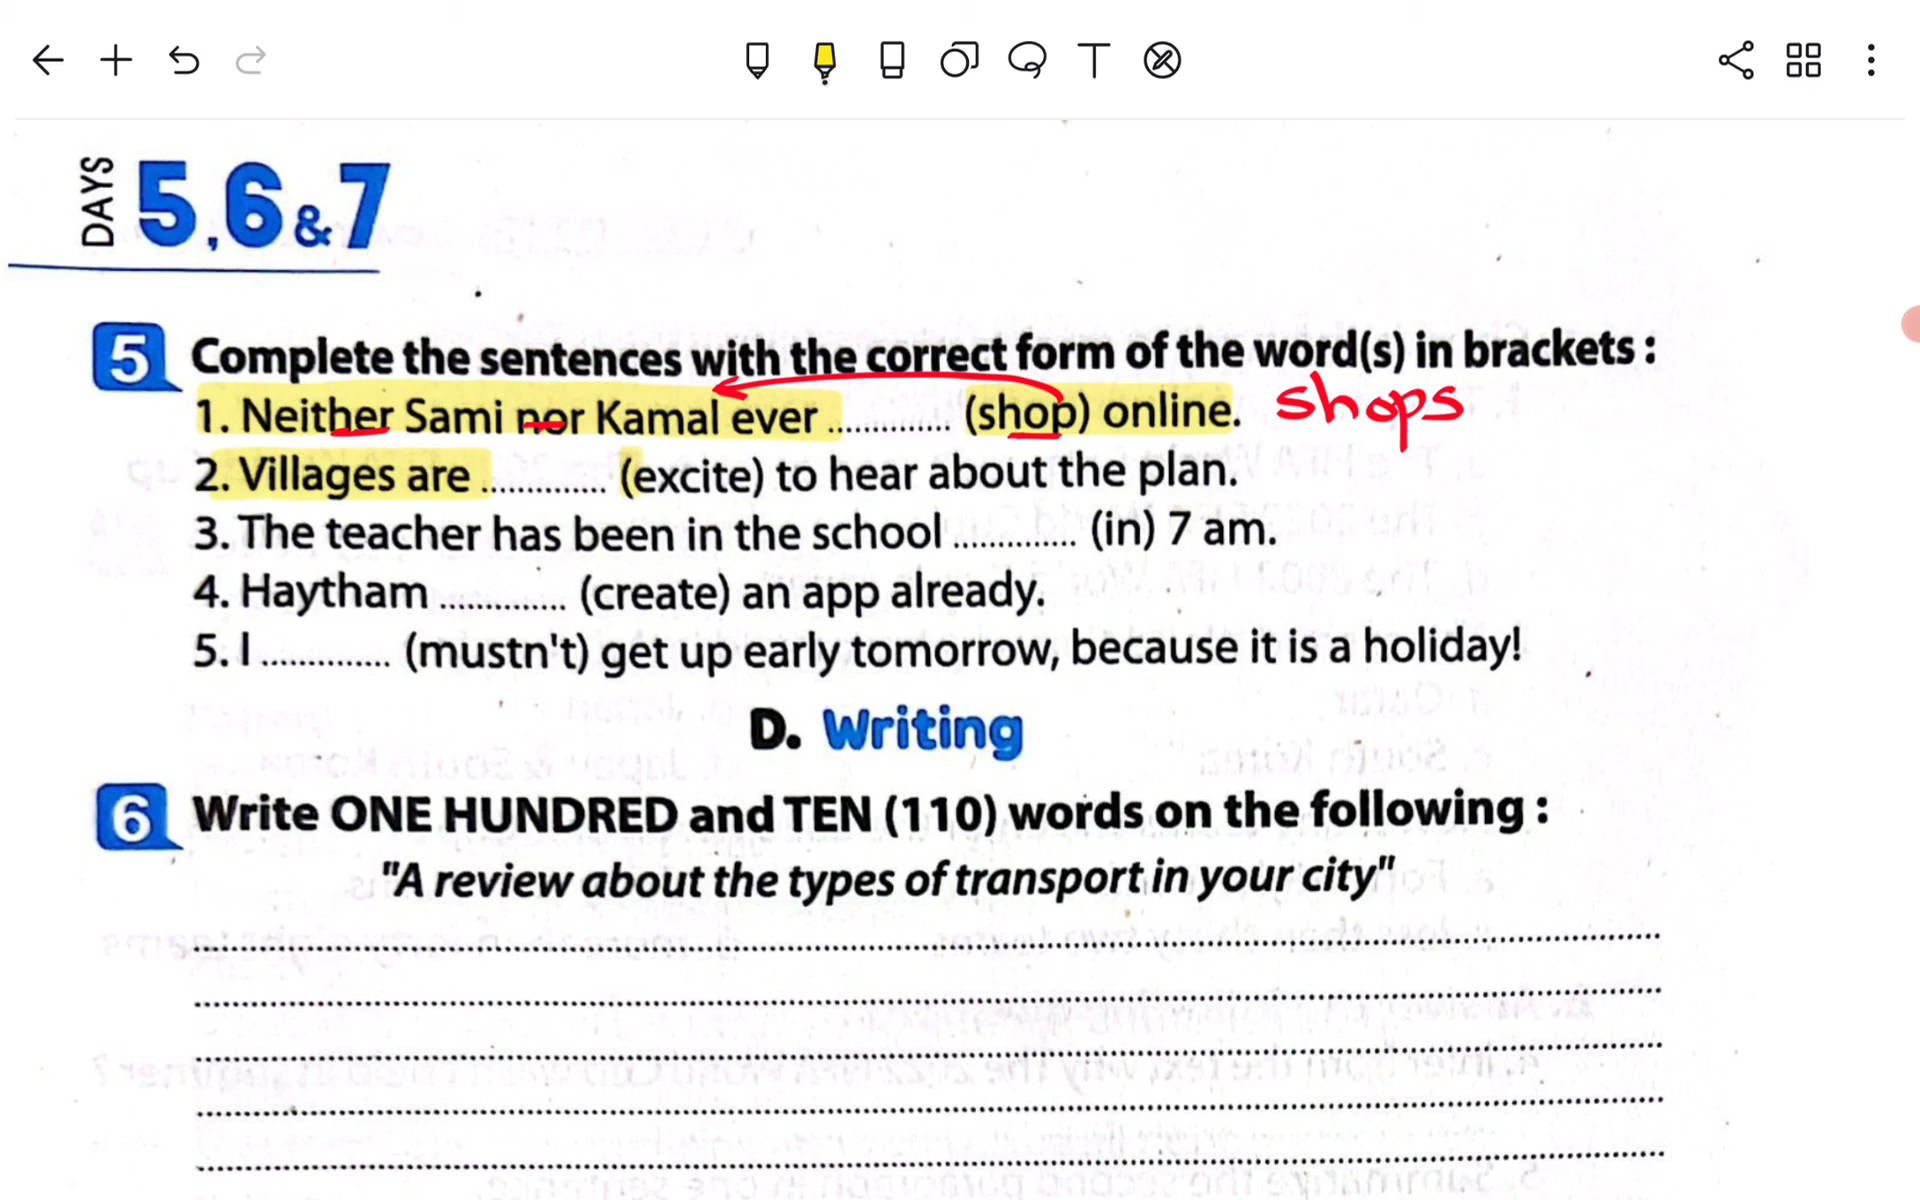 DAYS 5,6&7
5 Complete the sentences with the correct form of the word(s) in brackets :
1. Neither Sami nor Kamal ever ............. (shop) online. shops
2. Villages are ............. (excite) to hear about the plan.
3. The teacher has been in the school ............. (in) 7 am.
4. Haytham ............. (create) an app already.
5. I ............. (mustn't) get up early tomorrow, because it is a holiday!
D. Writing
6 Write ONE HUNDRED and TEN (110) words on the following :
"A review about the types of transport in your city"